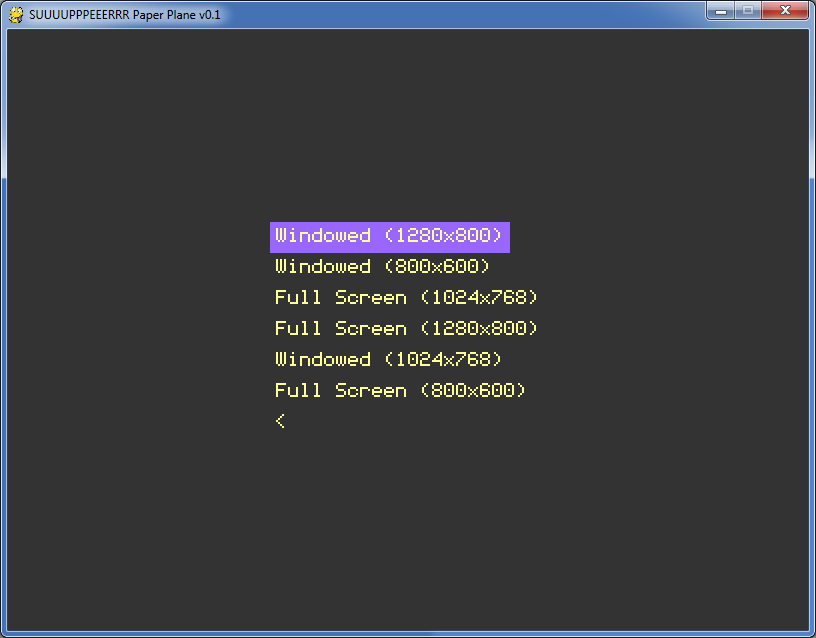 SUUUUPPPEEERRR Paper Plane v0.1
Windowed (1280x800)
Windowed (800x600)
Full Screen (1024x768)
Full Screen (1280x800)
Windowed (1024x768)
Full Screen (800x600)
<